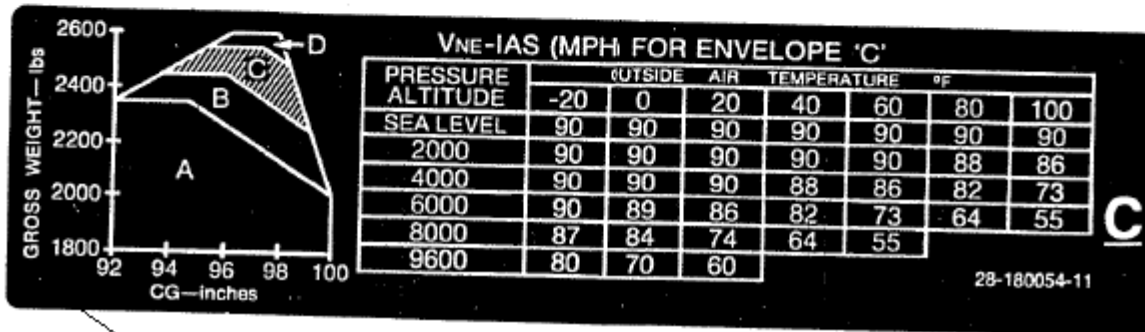 2600
2400
2200
2000
1800
GROSS WEIGHT—lbs
92 94 96 98 100
CG—inches
A
B
C
D
VNE-IAS (MPH) FOR ENVELOPE 'C'
PRESSURE ALTITUDE OUTSIDE AIR TEMPERATURE °F
-20 0 20 40 60 80 100
SEA LEVEL 90 90 90 90 90 90 90
2000 90 90 90 90 90 88 86
4000 90 90 90 88 86 82 73
6000 90 89 86 82 73 64 55
8000 87 84 74 64 55
9600 80 70 60
C
28-180054-11